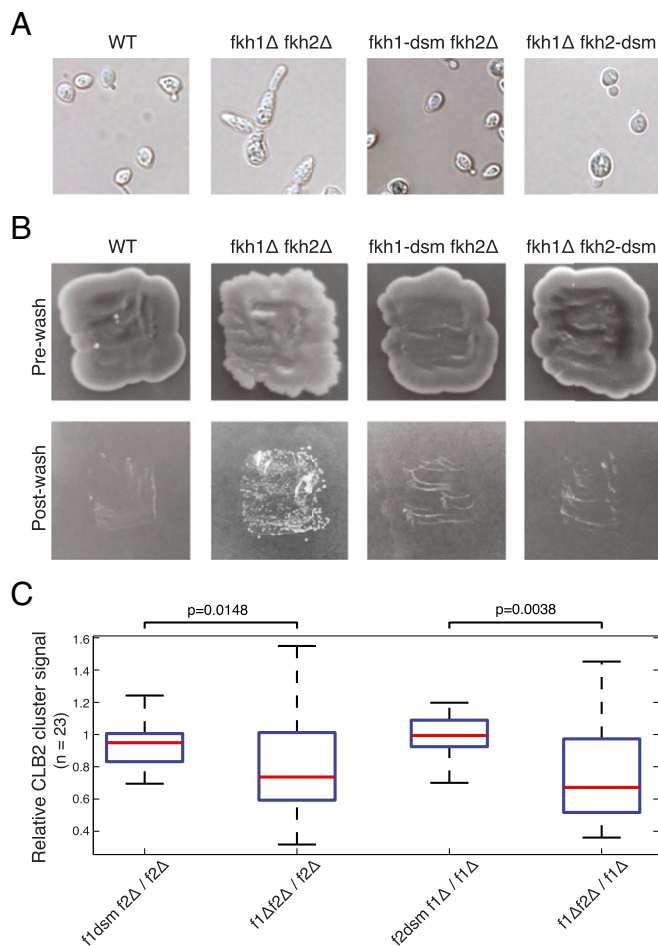 A
WT
fkh1Δ fkh2Δ
fkh1-dsm fkh2Δ
fkh1Δ fkh2-dsm
B
WT
fkh1Δ fkh2Δ
fkh1-dsm fkh2Δ
fkh1Δ fkh2-dsm
Pre-wash
Post-wash
C
p=0.0148
p=0.0038
Relative CLB2 cluster signal
(n = 23)
1.6
1.4
1.2
1
0.8
0.6
0.4
f1dsm f2Δ / f2Δ
f1Δf2Δ / f2Δ
f2dsm f1Δ / f1Δ
f1Δf2Δ / f1Δ